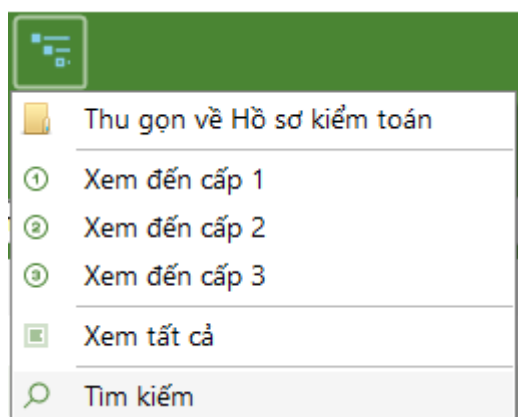 Thu gọn về Hồ sơ kiểm toán
Xem đến cấp 1
Xem đến cấp 2
Xem đến cấp 3
Xem tất cả
Tìm kiếm